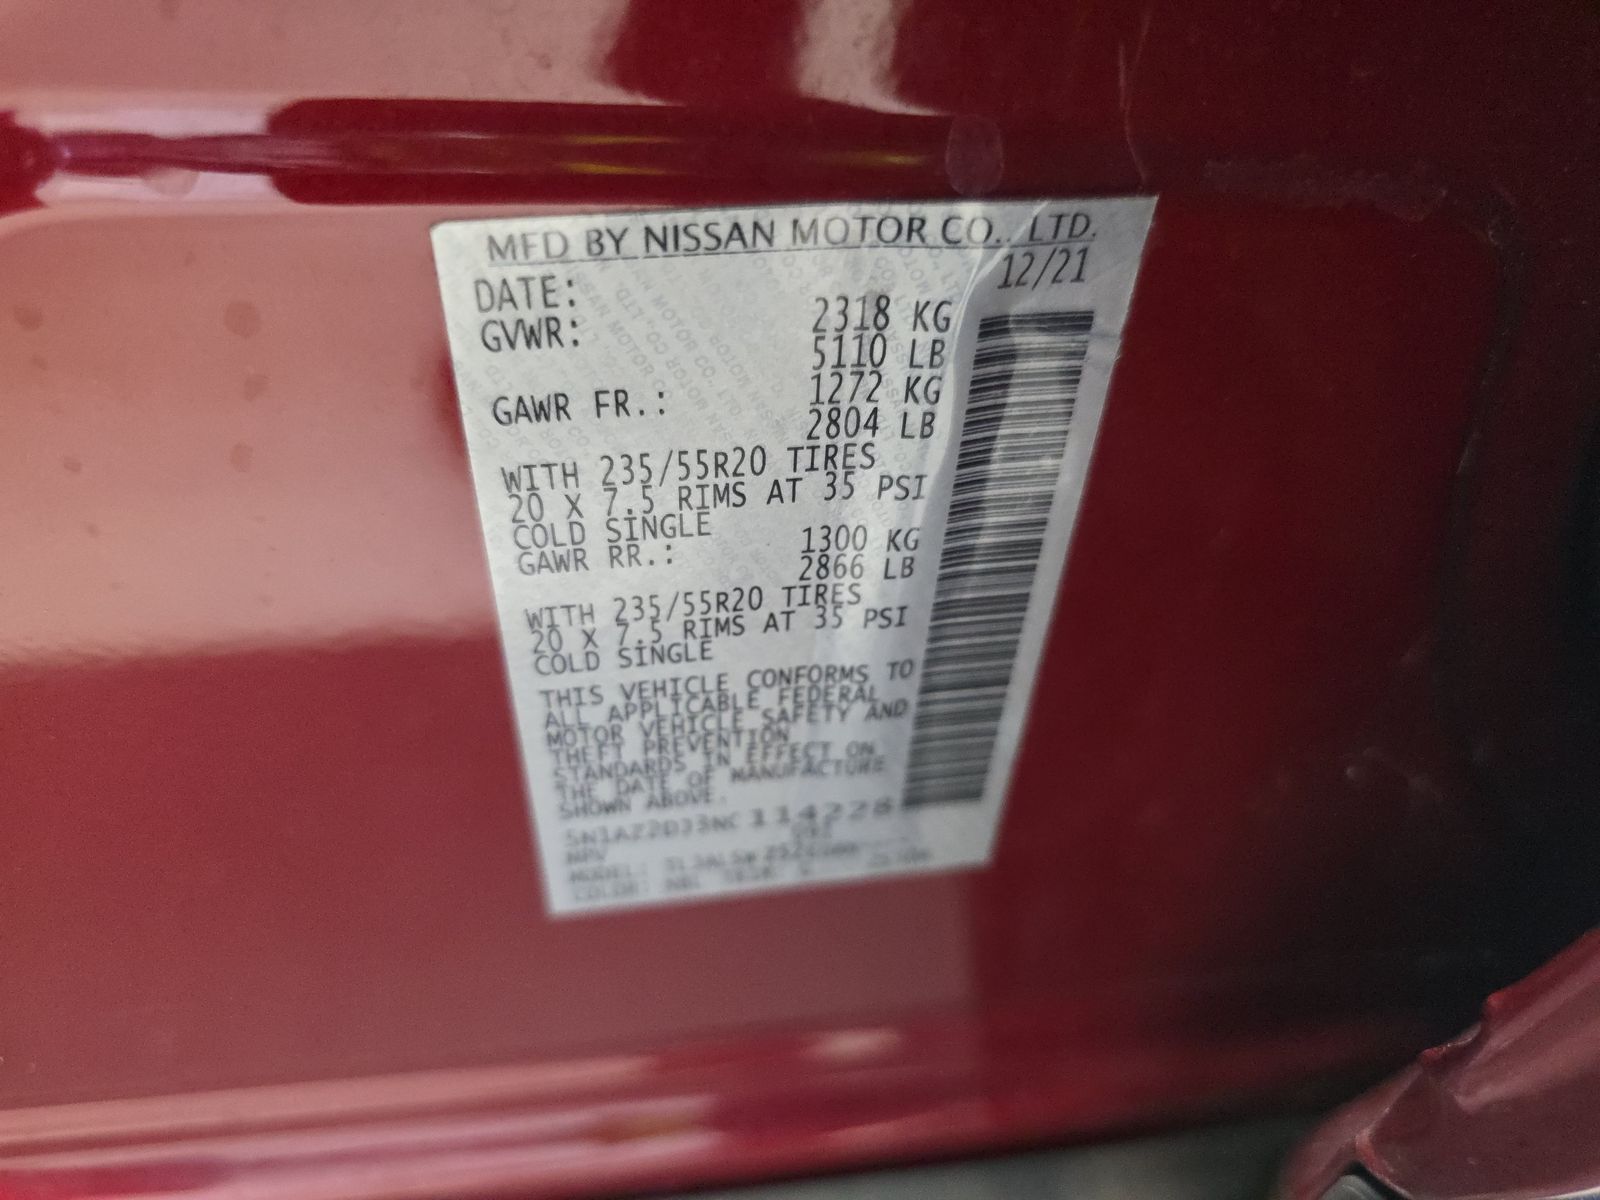 MFD BY NISSAN MOTOR CO., LTD.
DATE: 12/21
GVWR: 2318 KG
5110 LB
GAWR FR.: 1272 KG
2804 LB
WITH 235/55R20 TIRES
20 X 7.5 RIMS AT 35 PSI
COLD SINGLE
GAWR RR.: 1300 KG
2866 LB
WITH 235/55R20 TIRES
20 X 7.5 RIMS AT 35 PSI
COLD SINGLE
THIS VEHICLE CONFORMS TO
ALL APPLICABLE FEDERAL
MOTOR VEHICLE SAFETY AND
THEFT PREVENTION
STANDARDS IN EFFECT ON
THE DATE OF MANUFACTURE
SHOWN ABOVE.
MPV
MODEL:
COLOR: